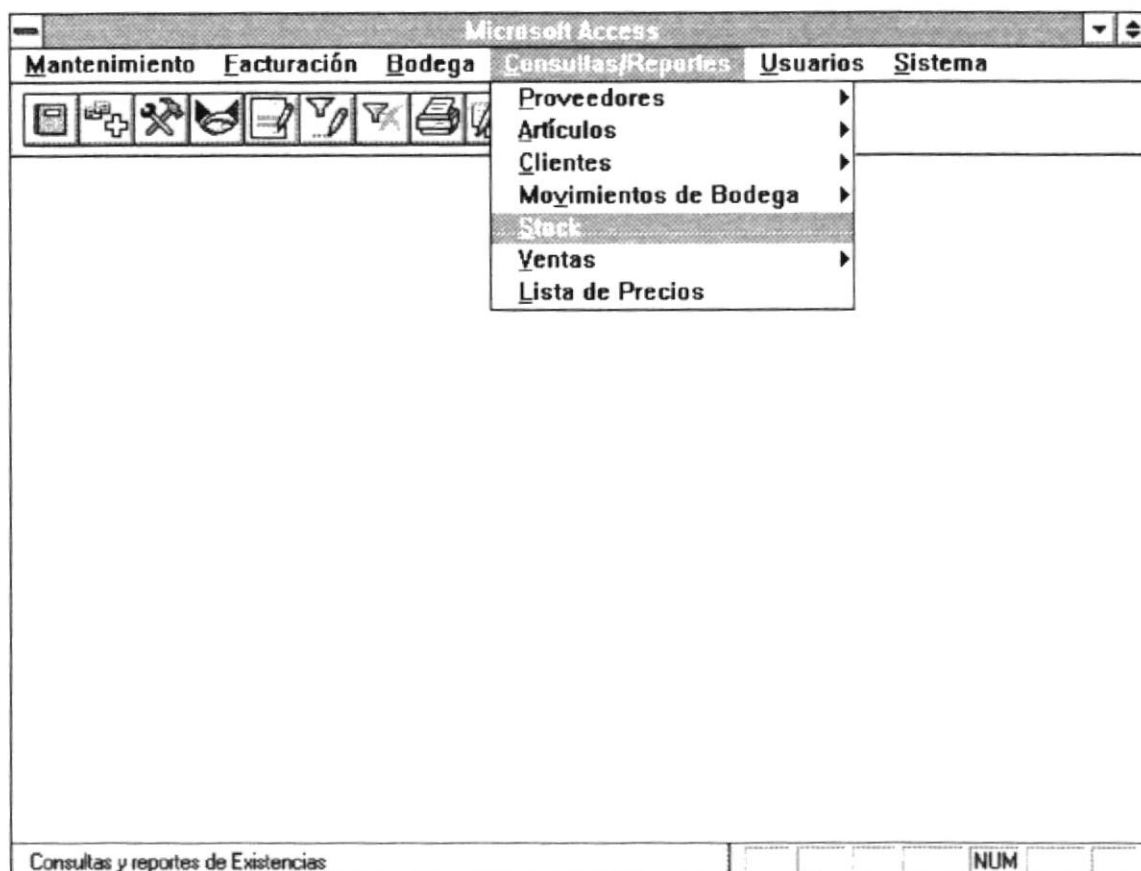 Microsoft Access
Mantenimiento Facturación Bodega Consultas/Reportes Usuarios Sistema
Proveedores
Artículos
Clientes
Movimientos de Bodega
Stock
Ventas
Lista de Precios
Consultas y reportes de Existencias NUM